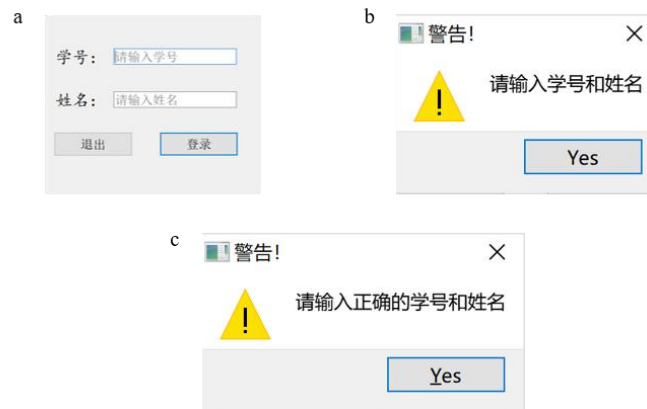 a
学号：
请输入学号
姓名：
请输入姓名
退出
登录
b
警告!
请输入学号和姓名
Yes
c
警告!
请输入正确的学号和姓名
Yes